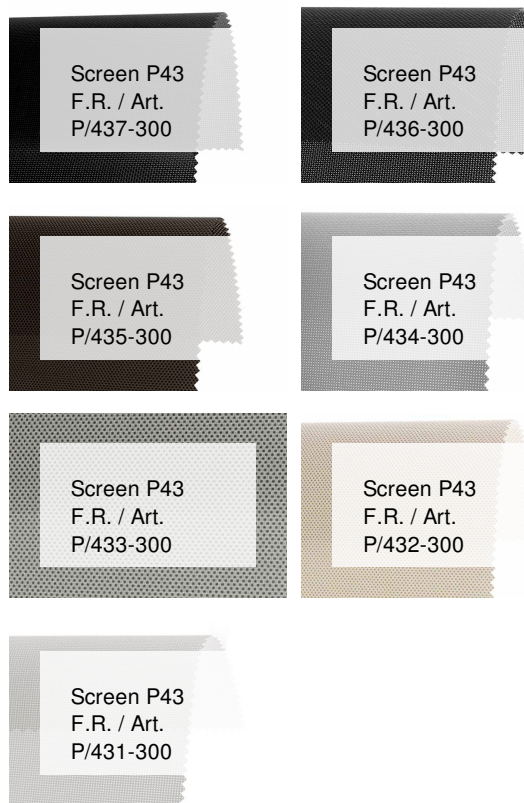 Screen P43
F.R. / Art.
P/437-300
Screen P43
F.R. / Art.
P/436-300
Screen P43
F.R. / Art.
P/435-300
Screen P43
F.R. / Art.
P/434-300
Screen P43
F.R. / Art.
P/433-300
Screen P43
F.R. / Art.
P/432-300
Screen P43
F.R. / Art.
P/431-300